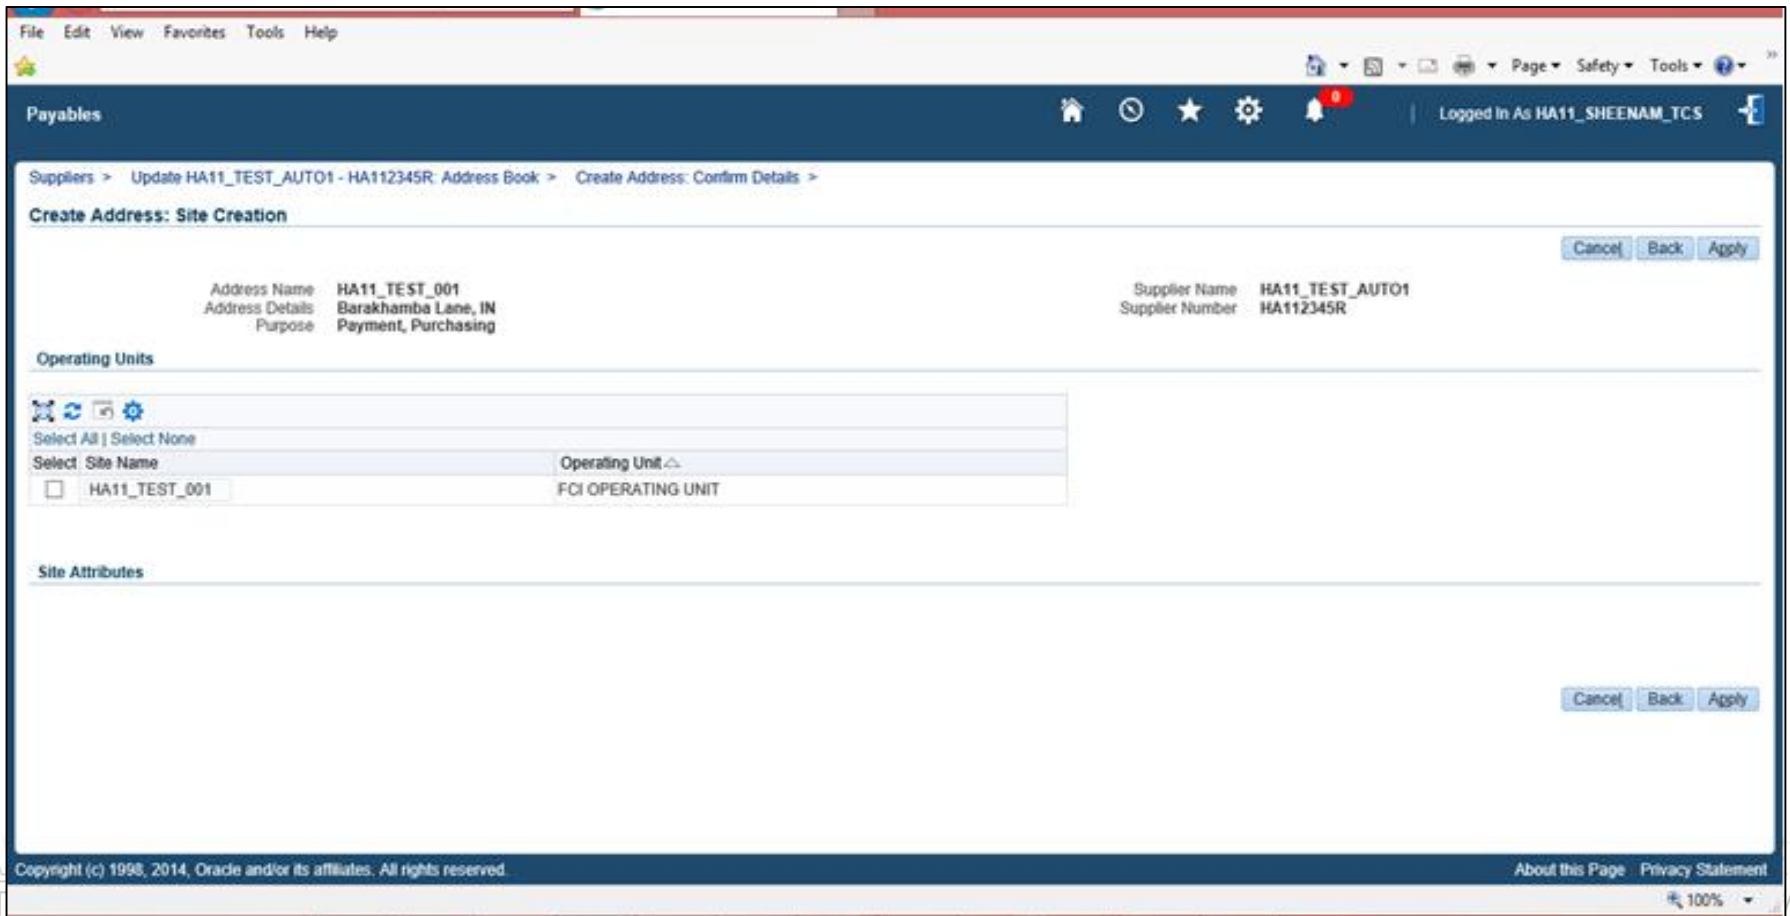 File Edit View Favorites Tools Help
Page Safety Tools
Payables 0 Logged In As HA11_SHEENAM_TCS
Suppliers > Update HA11_TEST_AUTO1 - HA112345R: Address Book > Create Address: Confirm Details >
Create Address: Site Creation
Cancel Back Apply
Address Name HA11_TEST_001 Supplier Name HA11_TEST_AUTO1
Address Details Barakhamba Lane, IN Supplier Number HA112345R
Purpose Payment, Purchasing
Operating Units
Select All | Select None
Select Site Name Operating Unit
HA11_TEST_001 FCI OPERATING UNIT
Site Attributes
Cancel Back Apply
Copyright (c) 1998, 2014, Oracle and/or its affiliates. All rights reserved. About this Page Privacy Statement
100%